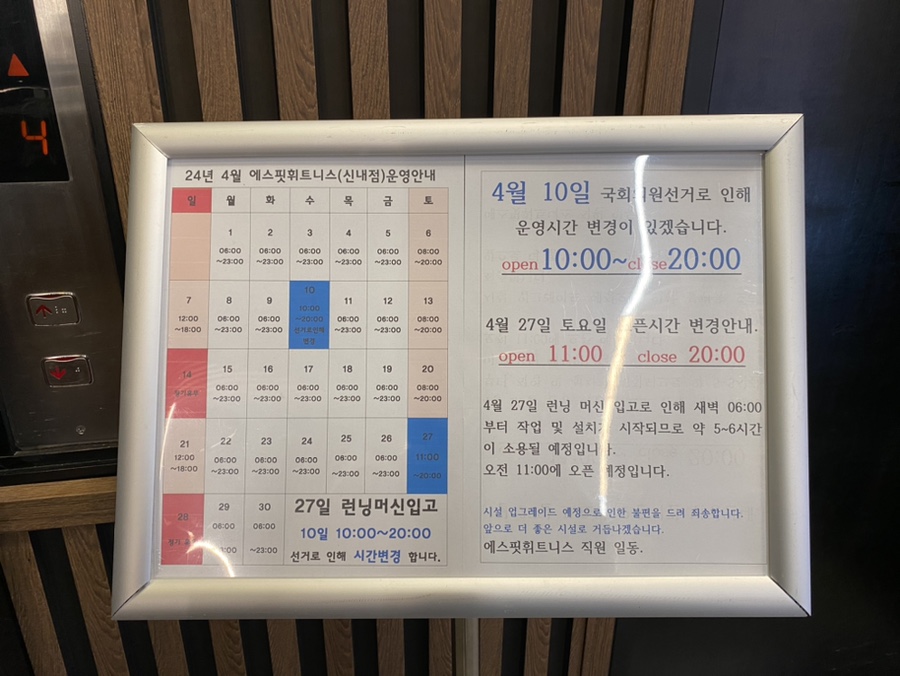 4
24년 4월 에스핏휘트니스(신내점)운영안내
일 월 화 수 목 금 토
1 2 3 4 5 6
06:00 06:00 06:00 06:00 06:00 08:00
~23:00 ~23:00 ~23:00 ~23:00 ~23:00 ~20:00
7 8 9 10 11 12 13
12:00 06:00 06:00 10:00 06:00 06:00 08:00
~18:00 ~23:00 ~23:00 ~20:00 ~23:00 ~23:00 ~20:00
선거로인해
변경
14 15 16 17 18 19 20
정기휴무 06:00 06:00 06:00 06:00 06:00 08:00
~23:00 ~23:00 ~23:00 ~23:00 ~23:00 ~20:00
21 22 23 24 25 26 27
12:00 06:00 06:00 06:00 06:00 06:00 11:00
~18:00 ~23:00 ~23:00 ~23:00 ~23:00 ~23:00 ~20:00
28 29 30
정기 휴무 06:00 06:00
~23:00
27일 런닝머신입고
10일 10:00~20:00
선거로 인해 시간변경 합니다.
4월 10일 국회의원선거로 인해
운영시간 변경이 있겠습니다.
open 10:00~close 20:00
4월 27일 토요일 오픈시간 변경안내.
open 11:00 close 20:00
4월 27일 런닝 머신 입고로 인해 새벽 06:00
부터 작업 및 설치가 시작되므로 약 5~6시간
이 소용될 예정입니다.
오전 11:00에 오픈 예정입니다.
시설 업그레이드 예정으로 인한 불편을 드려 죄송합니다.
앞으로 더 좋은 시설로 거듭나겠습니다.
에스핏휘트니스 직원 일동.